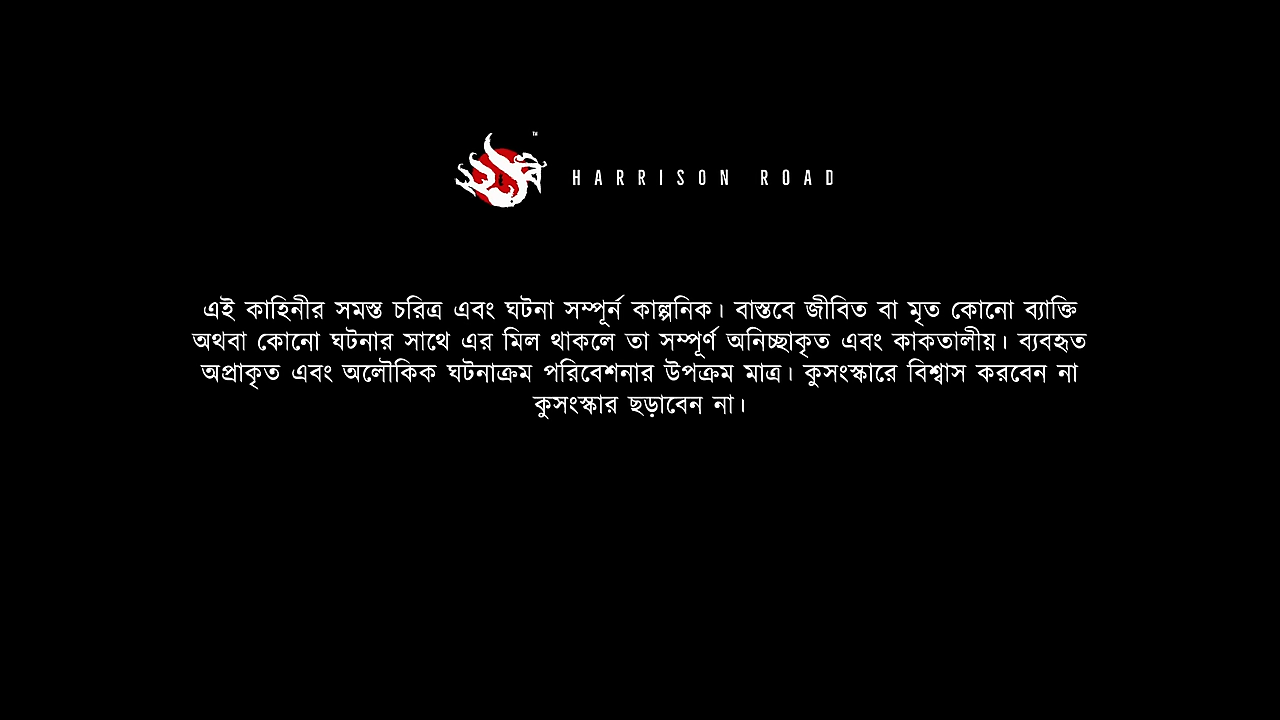 TM
HARRISON ROAD
এই কাহিনীর সমস্ত চরিত্র এবং ঘটনা সম্পূর্ন কাল্পনিক। বাস্তবে জীবিত বা মৃত কোনো ব্যাক্তি
অথবা কোনো ঘটনার সাথে এর মিল থাকলে তা সম্পূর্ণ অনিচ্ছাকৃত এবং কাকতালীয়। ব্যবহৃত
অপ্রাকৃত এবং অলৌকিক ঘটনাক্রম পরিবেশনার উপক্রম মাত্র। কুসংস্কারে বিশ্বাস করবেন না
কুসংস্কার ছড়াবেন না।